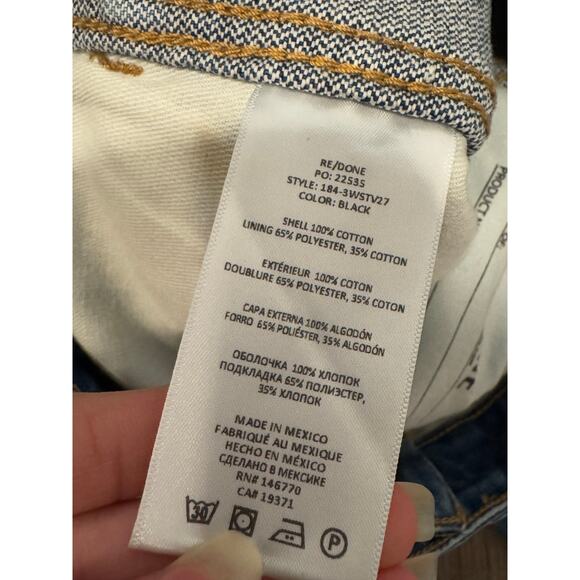 RE/DONE
PO: 22535
STYLE: 184-3WSTV27
COLOR: BLACK
SHELL 100% COTTON
LINING 65% POLYESTER, 35% COTTON
EXTÉRIEUR 100% COTON
DOUBLURE 65% POLYESTER, 35% COTON
CAPA EXTERNA 100% ALGODÓN
FORRO 65% POLIÉSTER, 35% ALGODÓN
ОБОЛОЧКА 100% ХЛОПОК
ПОДКЛАДКА 65% ПОЛИЭСТЕР,
35% ХЛОПОК
MADE IN MEXICO
FABRIQUÉ AU MEXIQUE
HECHO EN MÉXICO
СДЕЛАНО В МЕКСИКЕ
RN# 146770
CA# 19371
30
P
PRODUCT